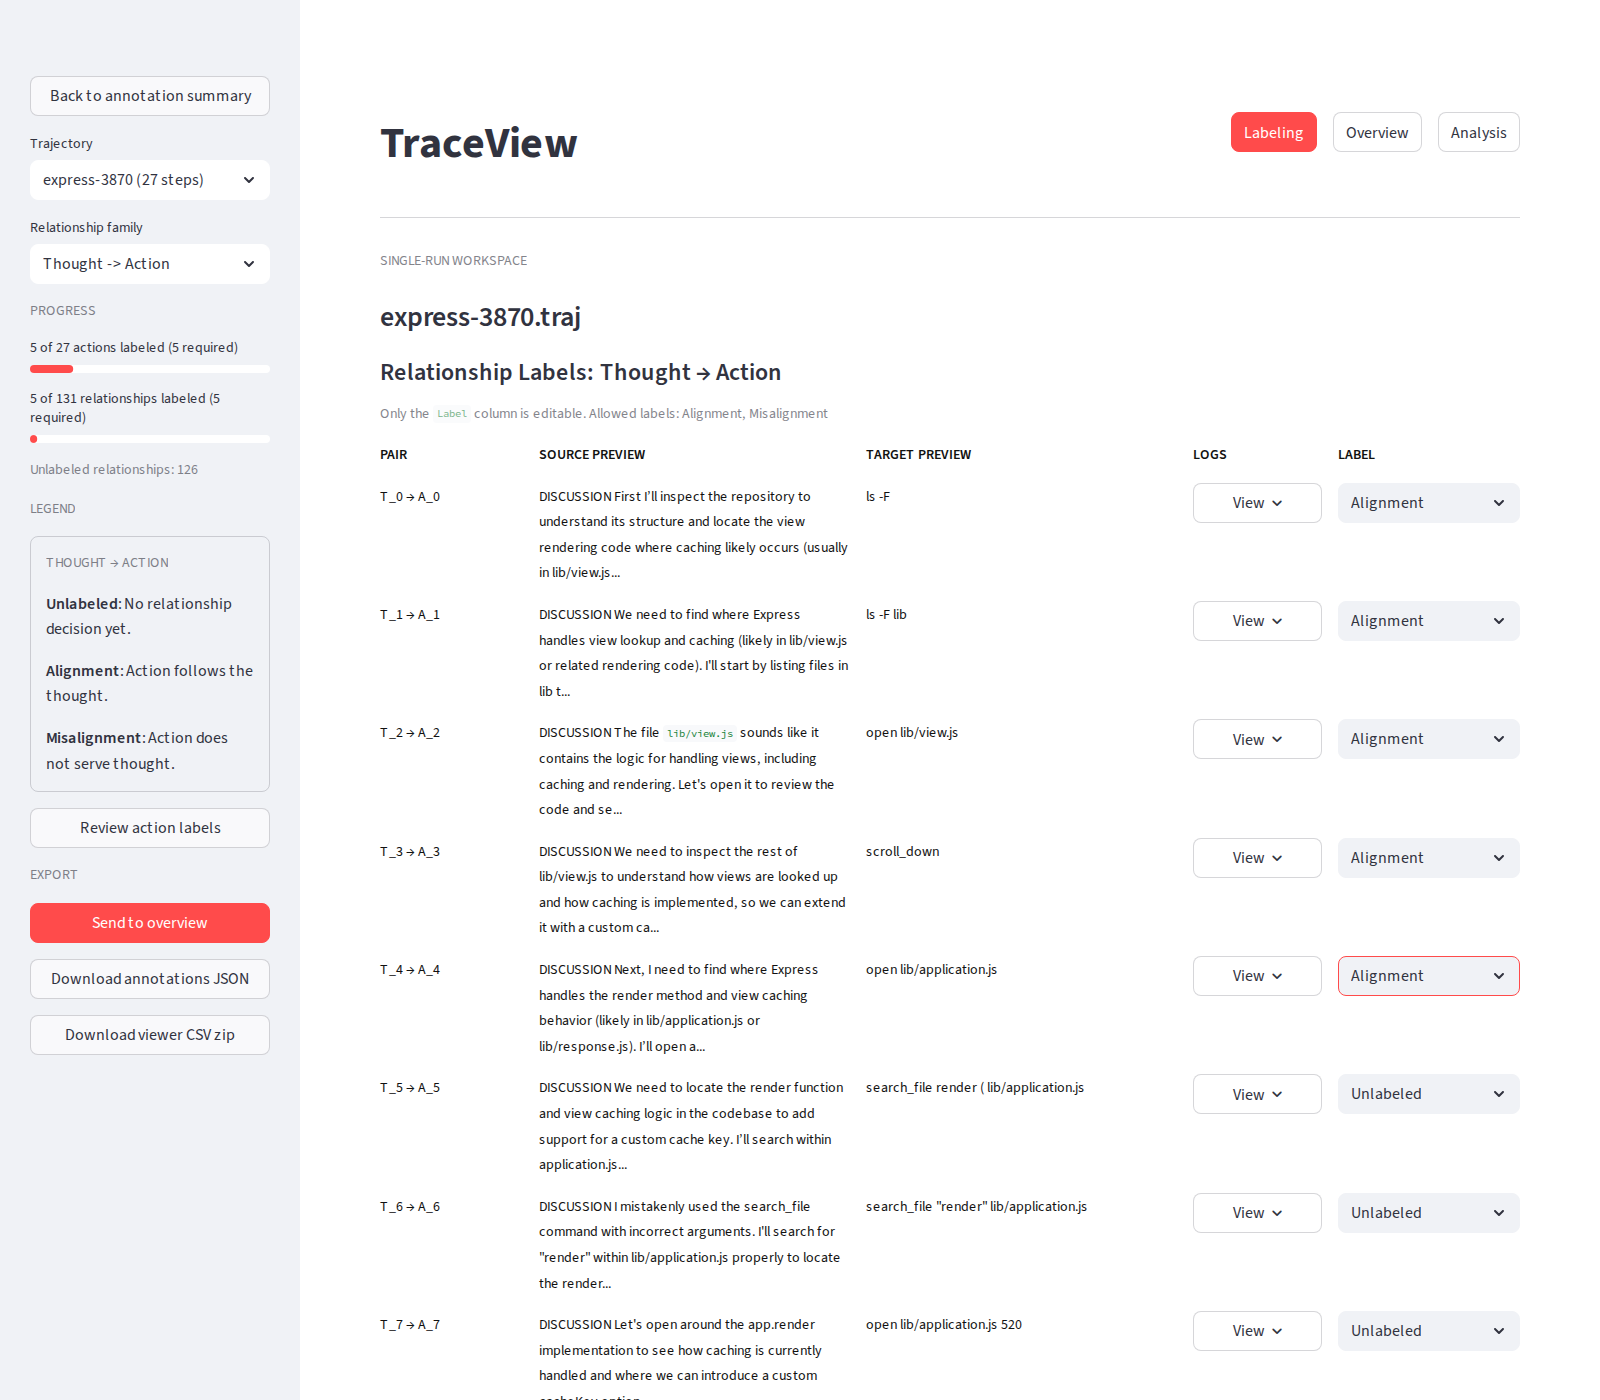 Back to annotation summary
Trajectory
express-3870 (27 steps)
Relationship family
Thought -> Action
PROGRESS
5 of 27 actions labeled (5 required)
5 of 131 relationships labeled (5
required)
Unlabeled relationships: 126
LEGEND
THOUGHT → ACTION
Unlabeled: No relationship
decision yet.
Alignment: Action follows the
thought.
Misalignment: Action does
not serve thought.
Review action labels
EXPORT
Send to overview
Download annotations JSON
Download viewer CSV zip
TraceView
Labeling
Overview
Analysis
SINGLE-RUN WORKSPACE
express-3870.traj
Relationship Labels: Thought → Action
Only the Label column is editable. Allowed labels: Alignment, Misalignment
PAIR SOURCE PREVIEW TARGET PREVIEW LOGS LABEL
T_0 → A_0
DISCUSSION First I'll inspect the repository to
understand its structure and locate the view
rendering code where caching likely occurs (usually
in lib/view.js...
ls -F
View
Alignment
T_1 → A_1
DISCUSSION We need to find where Express
handles view lookup and caching (likely in lib/view.js
or related rendering code). I'll start by listing files in
lib t...
ls -F lib
View
Alignment
T_2 → A_2
DISCUSSION The file lib/view.js sounds like it
contains the logic for handling views, including
caching and rendering. Let's open it to review the
code and se...
open lib/view.js
View
Alignment
T_3 → A_3
DISCUSSION We need to inspect the rest of
lib/view.js to understand how views are looked up
and how caching is implemented, so we can extend
it with a custom ca...
scroll_down
View
Alignment
T_4 → A_4
DISCUSSION Next, I need to find where Express
handles the render method and view caching
behavior (likely in lib/application.js or
lib/response.js). I'll open a...
open lib/application.js
View
Alignment
T_5 → A_5
DISCUSSION We need to locate the render function
and view caching logic in the codebase to add
support for a custom cache key. I'll search within
application.js...
search_file render ( lib/application.js
View
Unlabeled
T_6 → A_6
DISCUSSION I mistakenly used the search_file
command with incorrect arguments. I'll search for
"render" within lib/application.js properly to locate
the render...
search_file "render" lib/application.js
View
Unlabeled
T_7 → A_7
DISCUSSION Let's open around the app.render
implementation to see how caching is currently
handled and where we can introduce a custom
open lib/application.js 520
View
Unlabeled